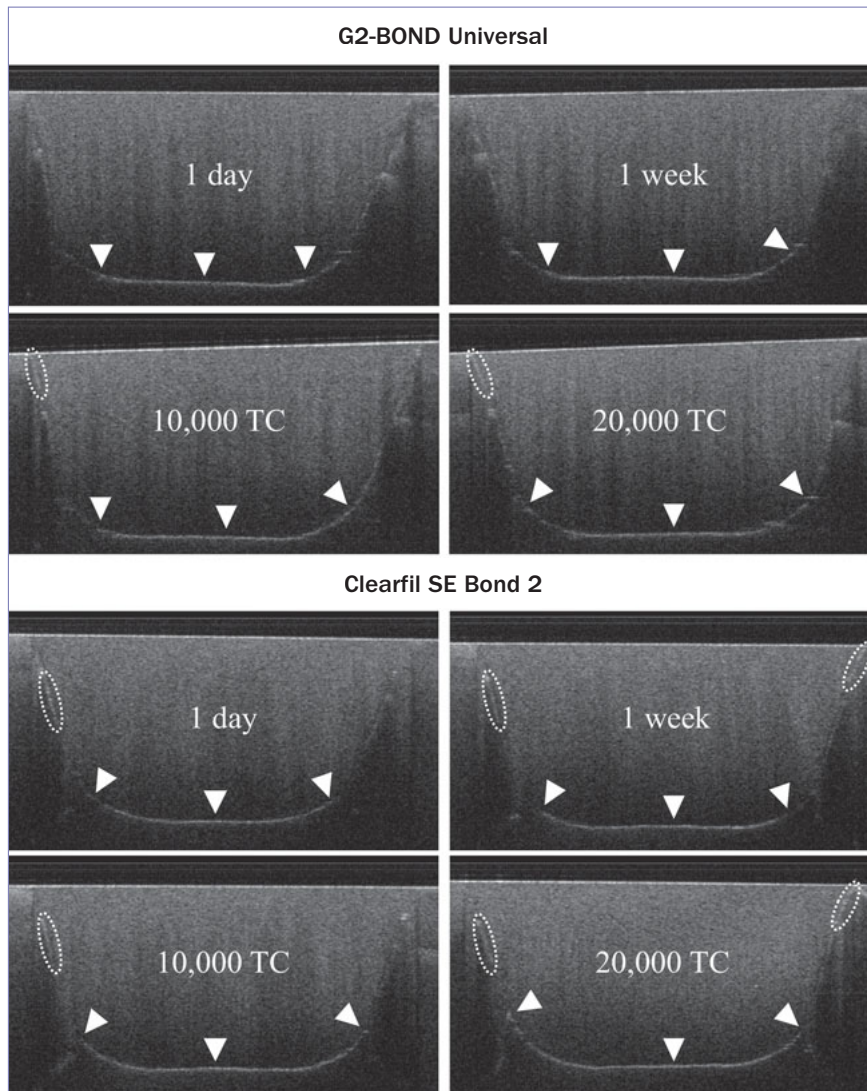 G2-BOND Universal
1 day
1 week
10,000 TC
20,000 TC
Clearfil SE Bond 2
1 day
1 week
10,000 TC
20,000 TC